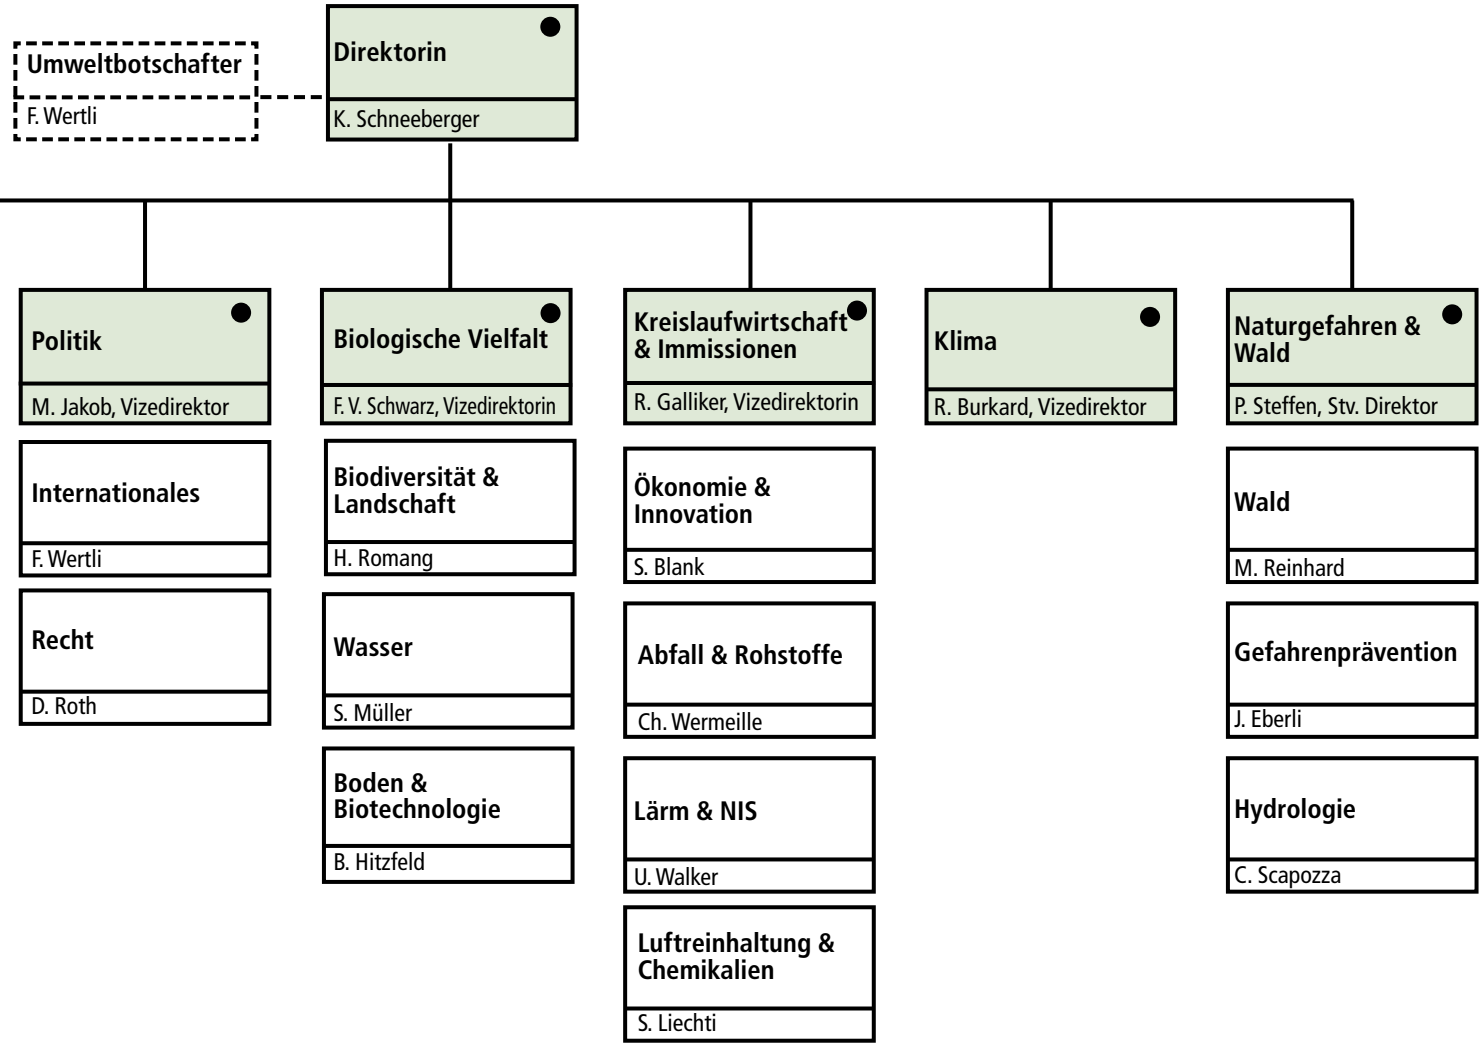 Umweltbotschafter
F. Wertli
Direktorin
K. Schneeberger
Politik
M. Jakob, Vizedirektor
Internationales
F. Wertli
Recht
D. Roth
Biologische Vielfalt
F. V. Schwarz, Vizedirektorin
Biodiversität &
Landschaft
H. Romang
Wasser
S. Müller
Boden &
Biotechnologie
B. Hitzfeld
Kreislaufwirtschaft
& Immissionen
R. Galliker, Vizedirektorin
Ökonomie &
Innovation
S. Blank
Abfall & Rohstoffe
Ch. Wermeille
Lärm & NIS
U. Walker
Luftreinhaltung &
Chemikalien
S. Liechti
Klima
R. Burkard, Vizedirektor
Naturgefahren &
Wald
P. Steffen, Stv. Direktor
Wald
M. Reinhard
Gefahrenprävention
J. Eberli
Hydrologie
C. Scapozza